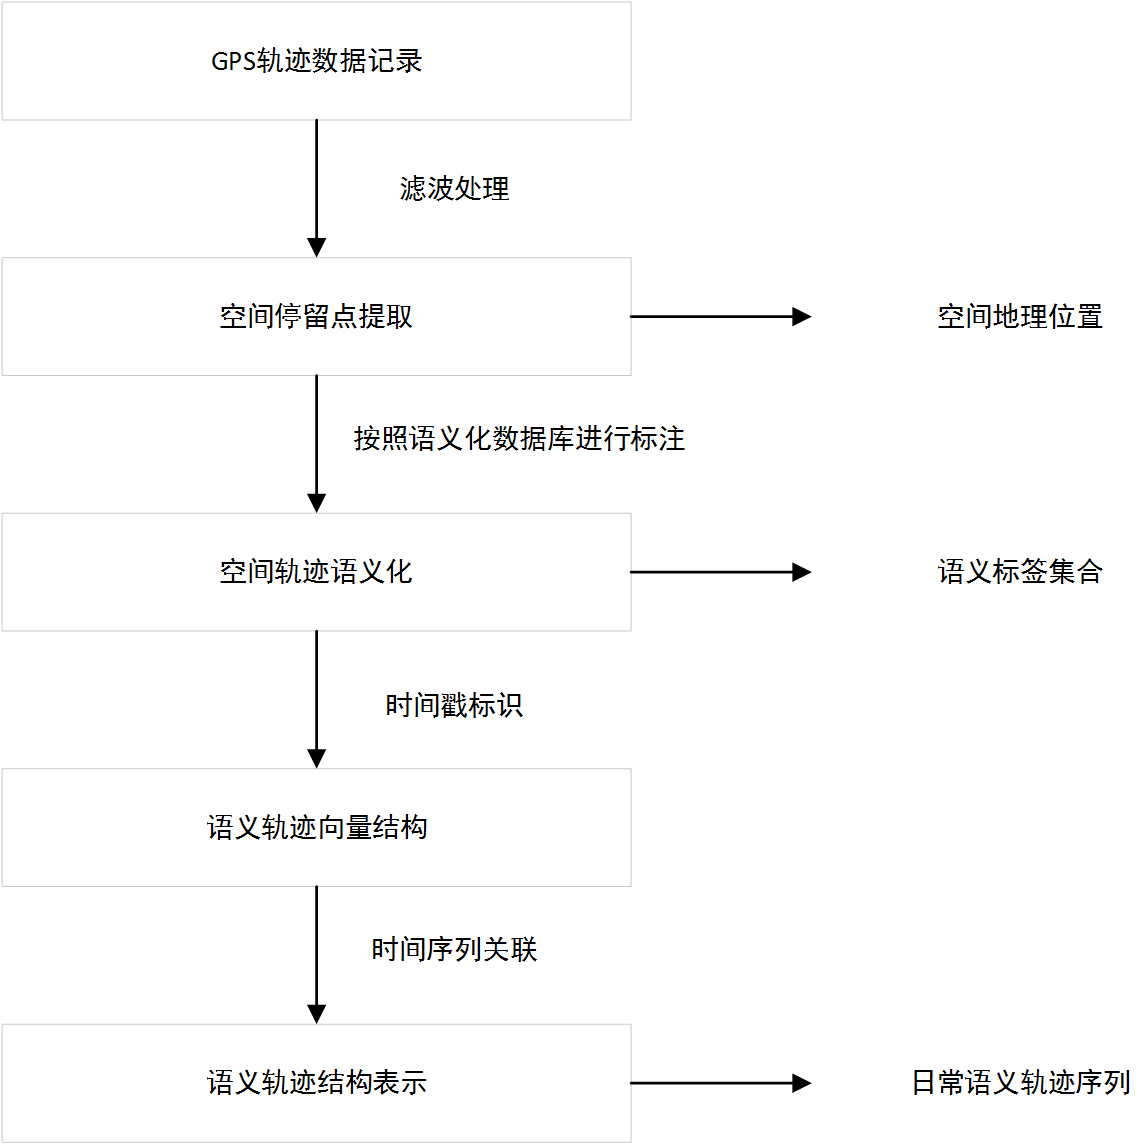 GPS轨迹数据记录
滤波处理
空间停留点提取
空间地理位置
按照语义化数据库进行标注
空间轨迹语义化
语义标签集合
时间戳标识
语义轨迹向量结构
时间序列关联
语义轨迹结构表示
日常语义轨迹序列